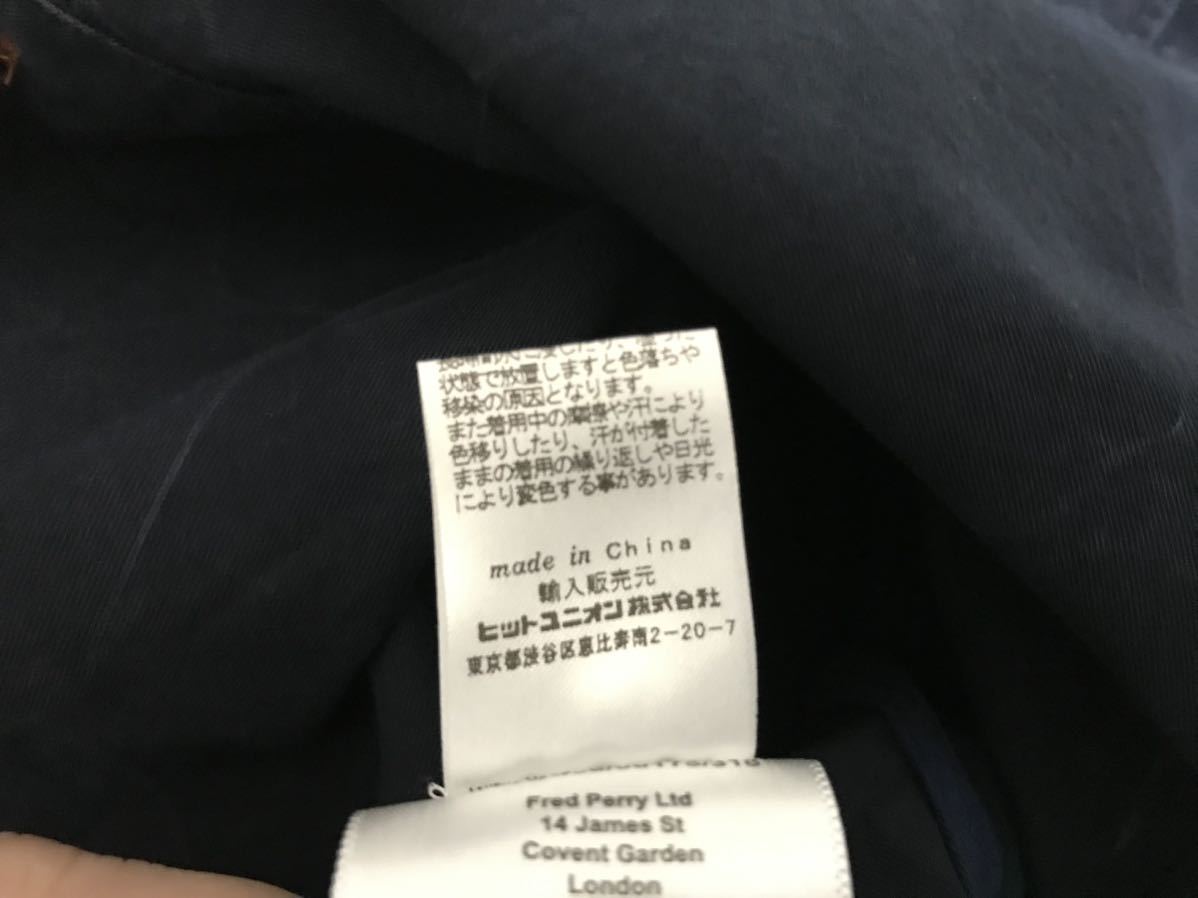 状態で放置しますと色落ちや
移染の原因となります。
また着用中の摩擦や汗により
色移りしたり、汗が付着した
ままの着用の繰り返しや日光
により変色する事があります。
made in China
輸入販売元
ヒットユニオン株式会社
東京都渋谷区恵比寿南2-20-7
Fred Perry Ltd
14 James St
Covent Garden
London